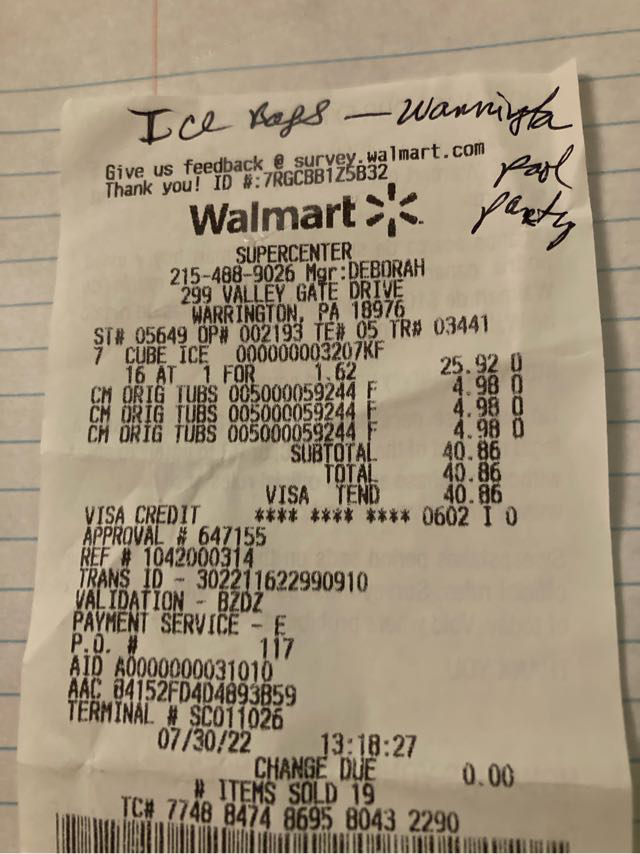 Ice Bags — Warrington
pool
party
Give us feedback @ survey.walmart.com
Thank you! ID #:7RGCBB1Z5B32
Walmart
SUPERCENTER
215-488-9026 Mgr:DEBORAH
299 VALLEY GATE DRIVE
WARRINGTON, PA 18976
ST# 05649 OP# 002193 TE# 05 TR# 03441
7 CUBE ICE 000000003207KF
16 AT 1 FOR 1.62 25.92 O
CM ORIG TUBS 005000059244 F 4.98 O
CM ORIG TUBS 005000059244 F 4.98 O
CM ORIG TUBS 005000059244 F 4.98 O
SUBTOTAL 40.86
TOTAL 40.86
VISA TEND 40.86
VISA CREDIT **** **** **** 0602 I 0
APPROVAL # 647155
REF # 1042000314
TRANS ID - 302211622990910
VALIDATION - BZDZ
PAYMENT SERVICE - E
P.O. # 117
AID A0000000031010
AAC 84152FD4D4893B59
TERMINAL # SC011026
07/30/22 13:18:27
CHANGE DUE 0.00
# ITEMS SOLD 19
TC# 7748 8474 8695 8043 2290